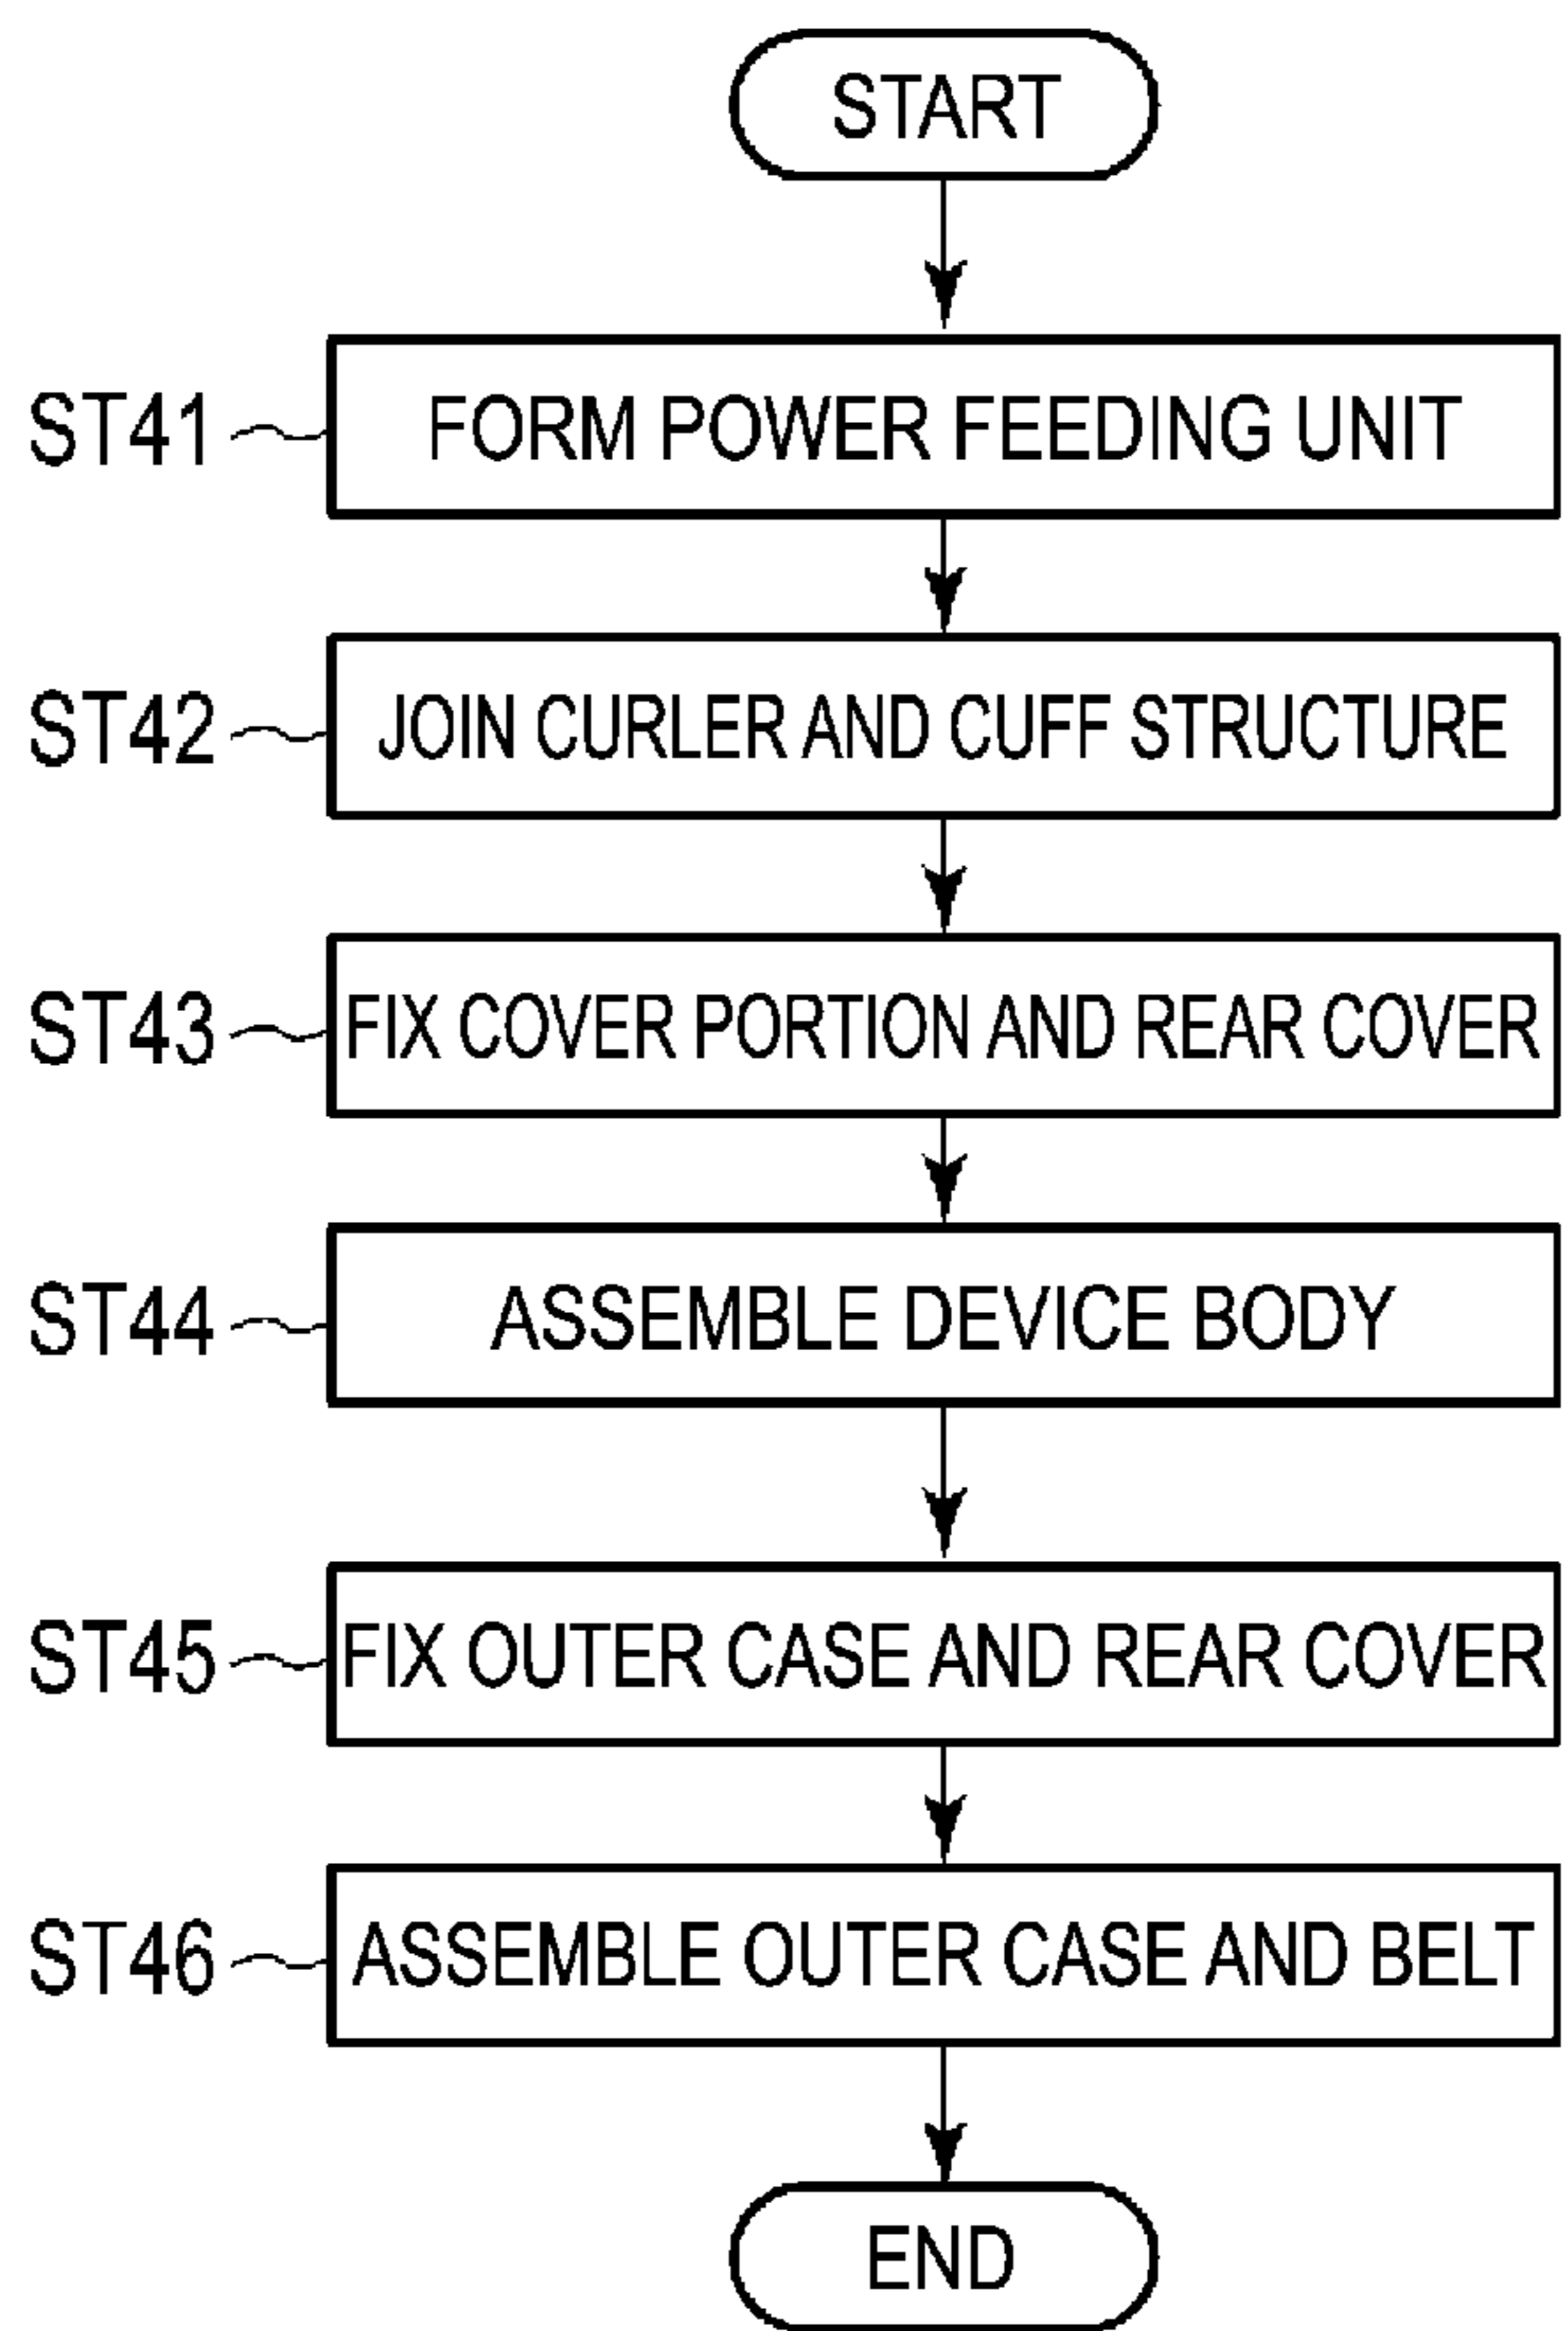 START
ST41 FORM POWER FEEDING UNIT
ST42 JOIN CURLER AND CUFF STRUCTURE
ST43 FIX COVER PORTION AND REAR COVER
ST44 ASSEMBLE DEVICE BODY
ST45 FIX OUTER CASE AND REAR COVER
ST46 ASSEMBLE OUTER CASE AND BELT
END